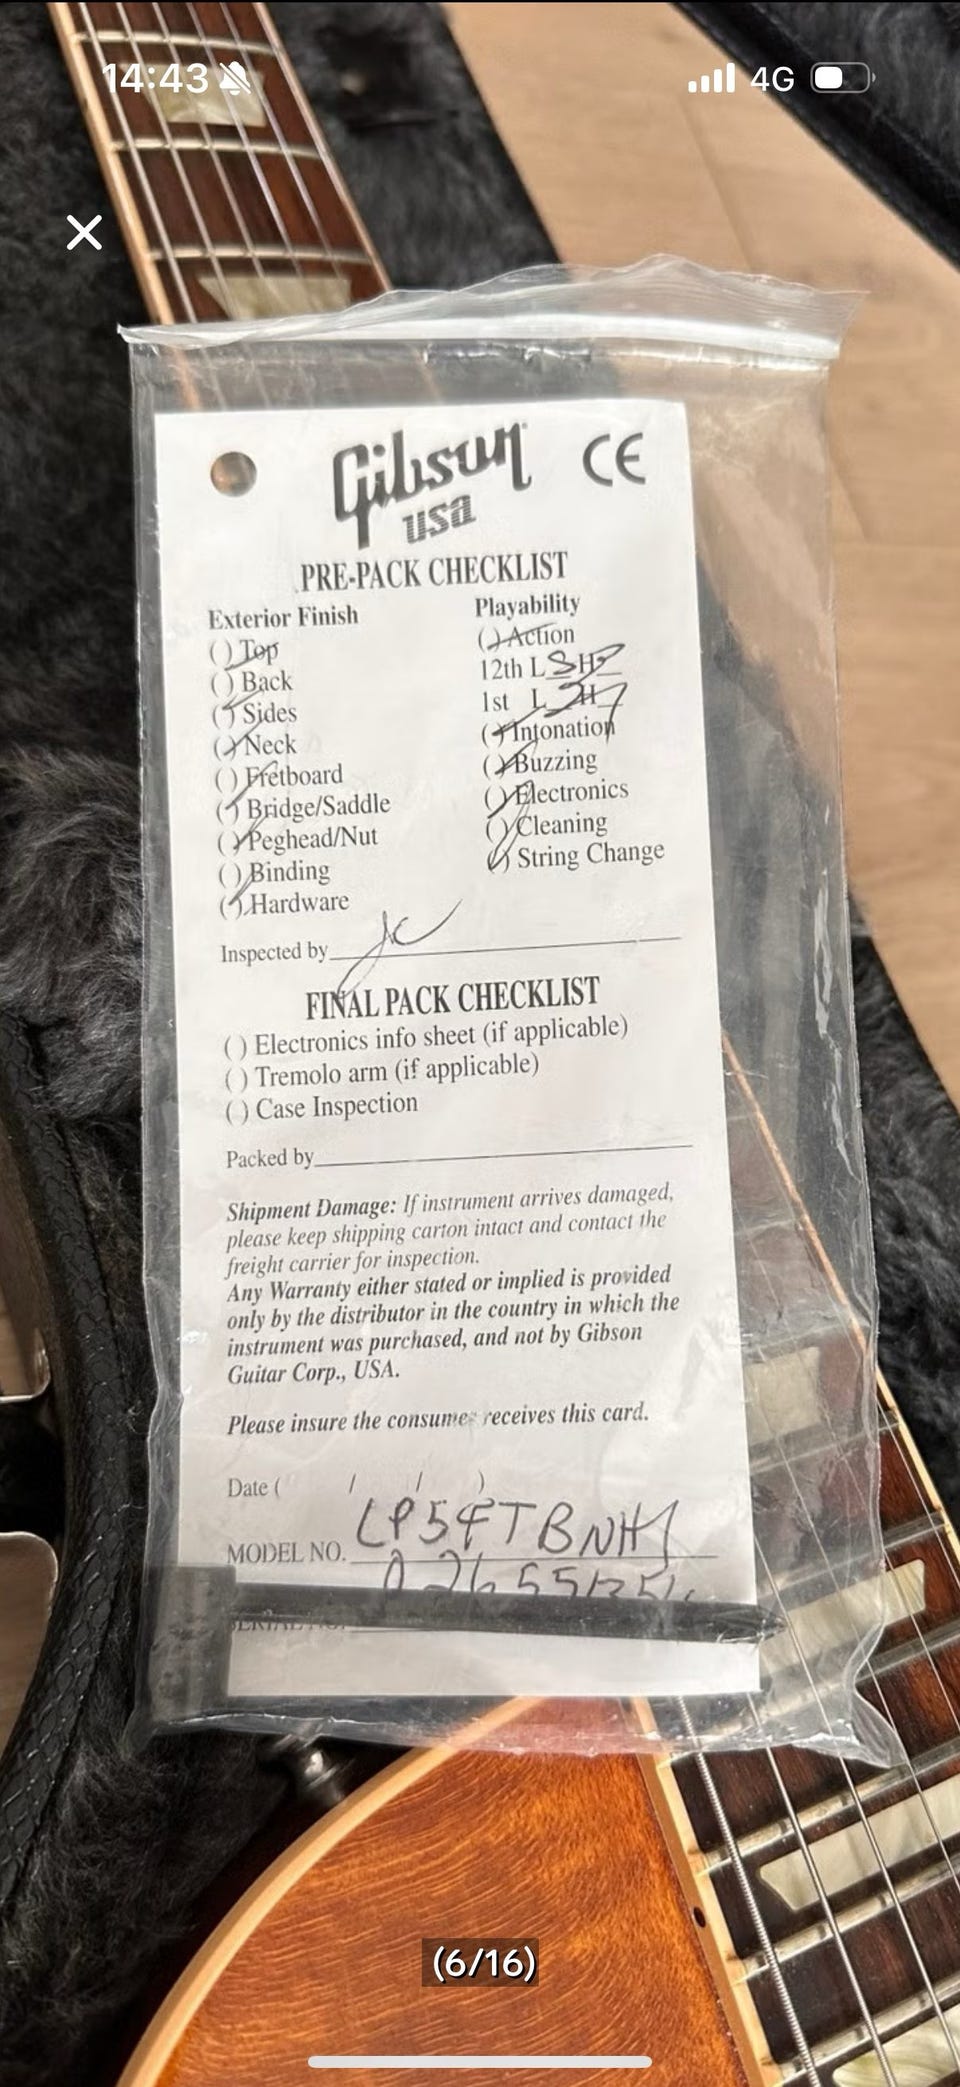 14:43
4G
Gibson CE
USA
PRE-PACK CHECKLIST
Exterior Finish
( ) Top
( ) Back
( ) Sides
( ) Neck
( ) Fretboard
( ) Bridge/Saddle
( ) Peghead/Nut
( ) Binding
( ) Hardware
Playability
( ) Action
12th L H
1st L H
( ) Intonation
( ) Buzzing
( ) Electronics
( ) Cleaning
( ) String Change
Inspected by
FINAL PACK CHECKLIST
( ) Electronics info sheet (if applicable)
( ) Tremolo arm (if applicable)
( ) Case Inspection
Packed by
Shipment Damage: If instrument arrives damaged,
please keep shipping carton intact and contact the
freight carrier for inspection.
Any Warranty either stated or implied is provided
only by the distributor in the country in which the
instrument was purchased, and not by Gibson
Guitar Corp., USA.
Please insure the consumer receives this card.
Date ( / / )
MODEL NO. LPSFTBNH1
(6/16)